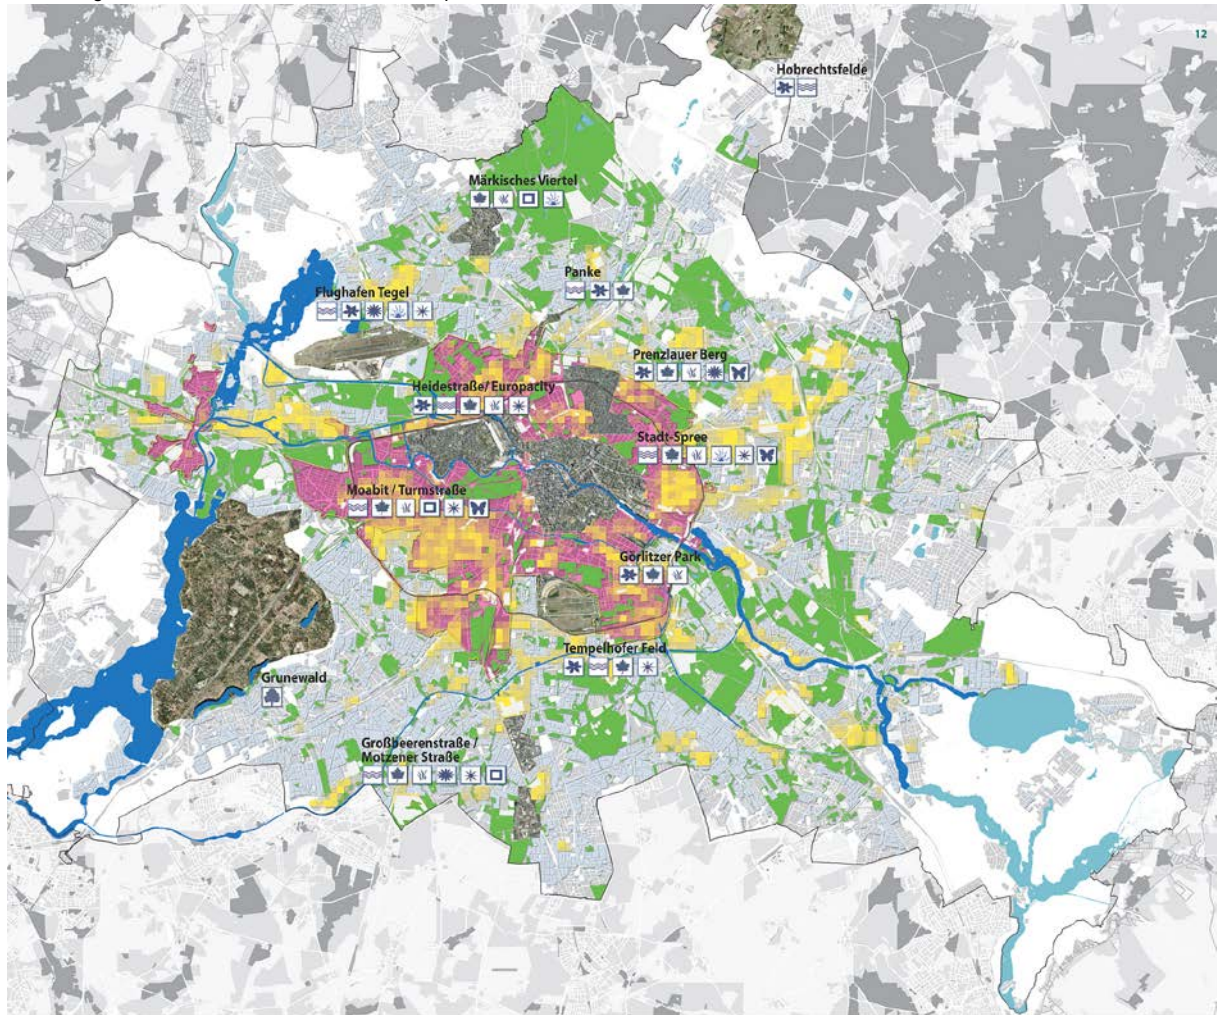 12
Hobrechtsfelde
Märkisches Viertel
Panke
Flughafen Tegel
Prenzlauer Berg
Heidestraße/ Europacity
Stadt-Spree
Moabit / Turmstraße
Görlitzer Park
Tempelhofer Feld
Grunewald
Großbeerenstraße /
Motzener Straße